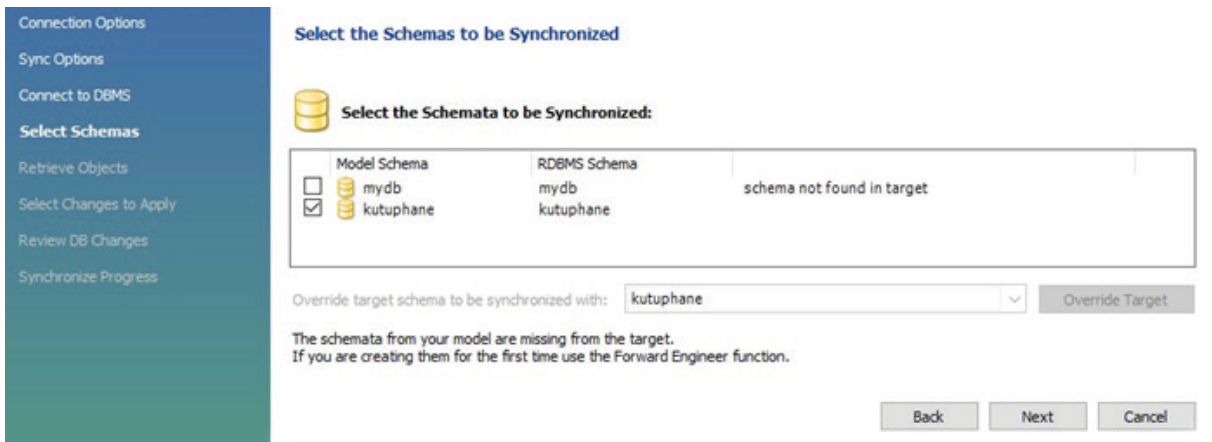 Connection Options
Sync Options
Connect to DBMS
Select Schemas
Retrieve Objects
Select Changes to Apply
Review DB Changes
Synchronize Progress
Select the Schemas to be Synchronized
Select the Schemata to be Synchronized:
Model Schema RDBMS Schema
mydb mydb schema not found in target
kutuphane kutuphane
Override target schema to be synchronized with: kutuphane Override Target
The schemata from your model are missing from the target.
If you are creating them for the first time use the Forward Engineer function.
Back Next Cancel